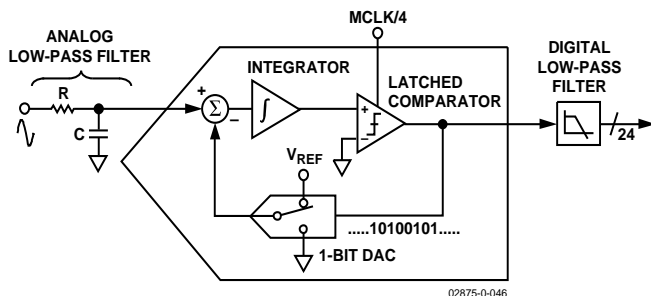 MCLK/4
ANALOG
LOW-PASS FILTER
INTEGRATOR
DIGITAL
LOW-PASS
FILTER
LATCHED
COMPARATOR
R
C
+
Σ
–
∫
+
–
24
VREF
.....10100101.....
1-BIT DAC
02875-0-046